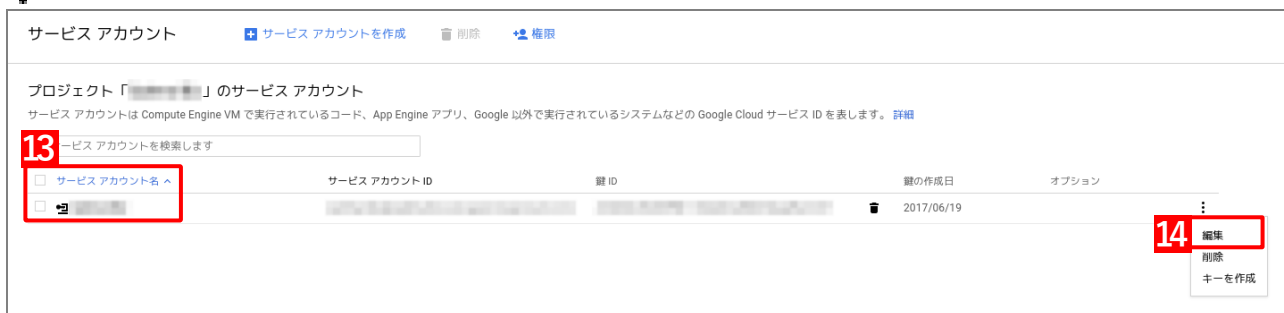 サービス アカウント サービス アカウントを作成 削除 権限
プロジェクト「 」のサービス アカウント
サービス アカウントは Compute Engine VM で実行されているコード、App Engine アプリ、Google 以外で実行されているシステムなどの Google Cloud サービス ID を表します。 詳細
13 ービス アカウントを検索します
サービス アカウント名 サービス アカウント ID 鍵 ID 鍵の作成日 オプション
2017/06/19
14 編集
削除
キーを作成